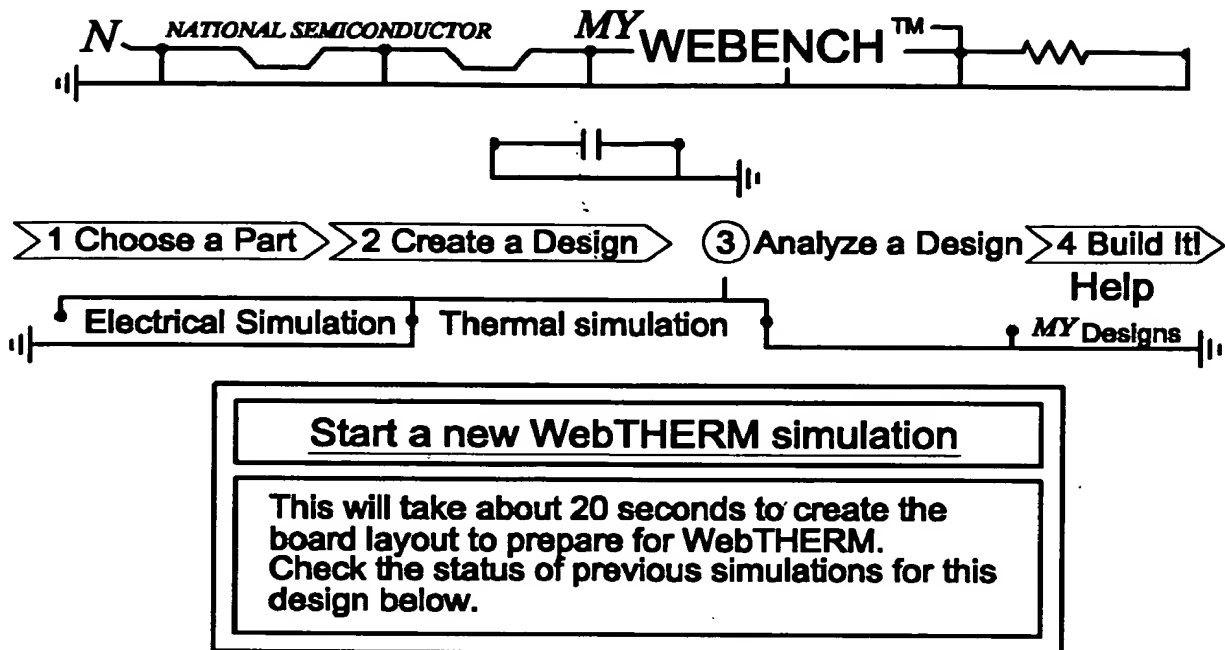 N NATIONAL SEMICONDUCTOR MY WEBENCH™
1 Choose a Part 2 Create a Design 3 Analyze a Design 4 Build It!
Help
Electrical Simulation Thermal simulation MY Designs
Start a new WebTHERM simulation
This will take about 20 seconds to create the
board layout to prepare for WebTHERM.
Check the status of previous simulations for this
design below.